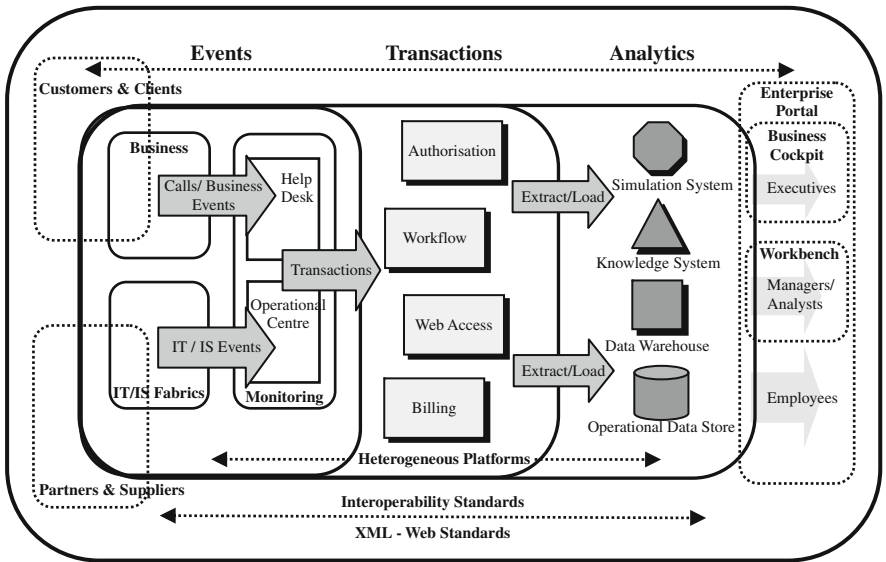 Events
Transactions
Analytics
Customers & Clients
Enterprise
Portal
Business
Cockpit
Executives
Workbench
Managers/
Analysts
Employees
Business
Calls/ Business
Events
Help
Desk
Transactions
Operational
Centre
IT / IS Events
IT/IS Fabrics
Monitoring
Authorisation
Workflow
Web Access
Billing
Extract/Load
Extract/Load
Simulation System
Knowledge System
Data Warehouse
Operational Data Store
Heterogeneous Platforms
Partners & Suppliers
Interoperability Standards
XML - Web Standards